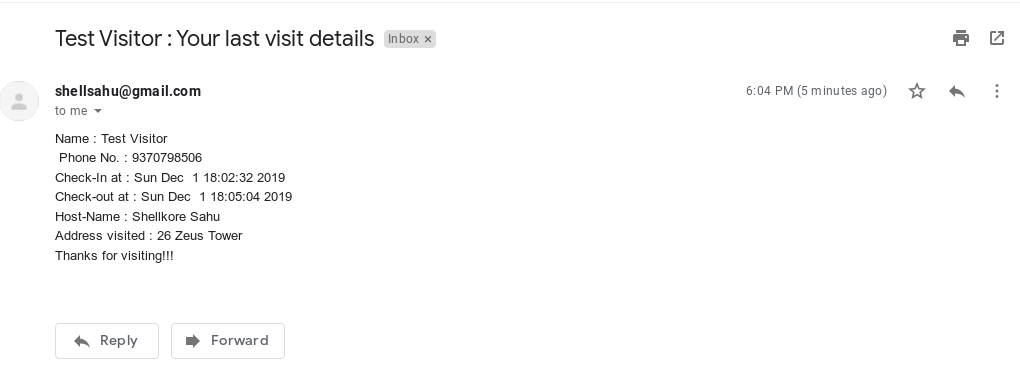 Test Visitor : Your last visit details Inbox ×
shellsahu@gmail.com 6:04 PM (5 minutes ago)
to me
Name : Test Visitor
Phone No. : 9370798506
Check-In at : Sun Dec  1 18:02:32 2019
Check-out at : Sun Dec  1 18:05:04 2019
Host-Name : Shellkore Sahu
Address visited : 26 Zeus Tower
Thanks for visiting!!!
Reply Forward